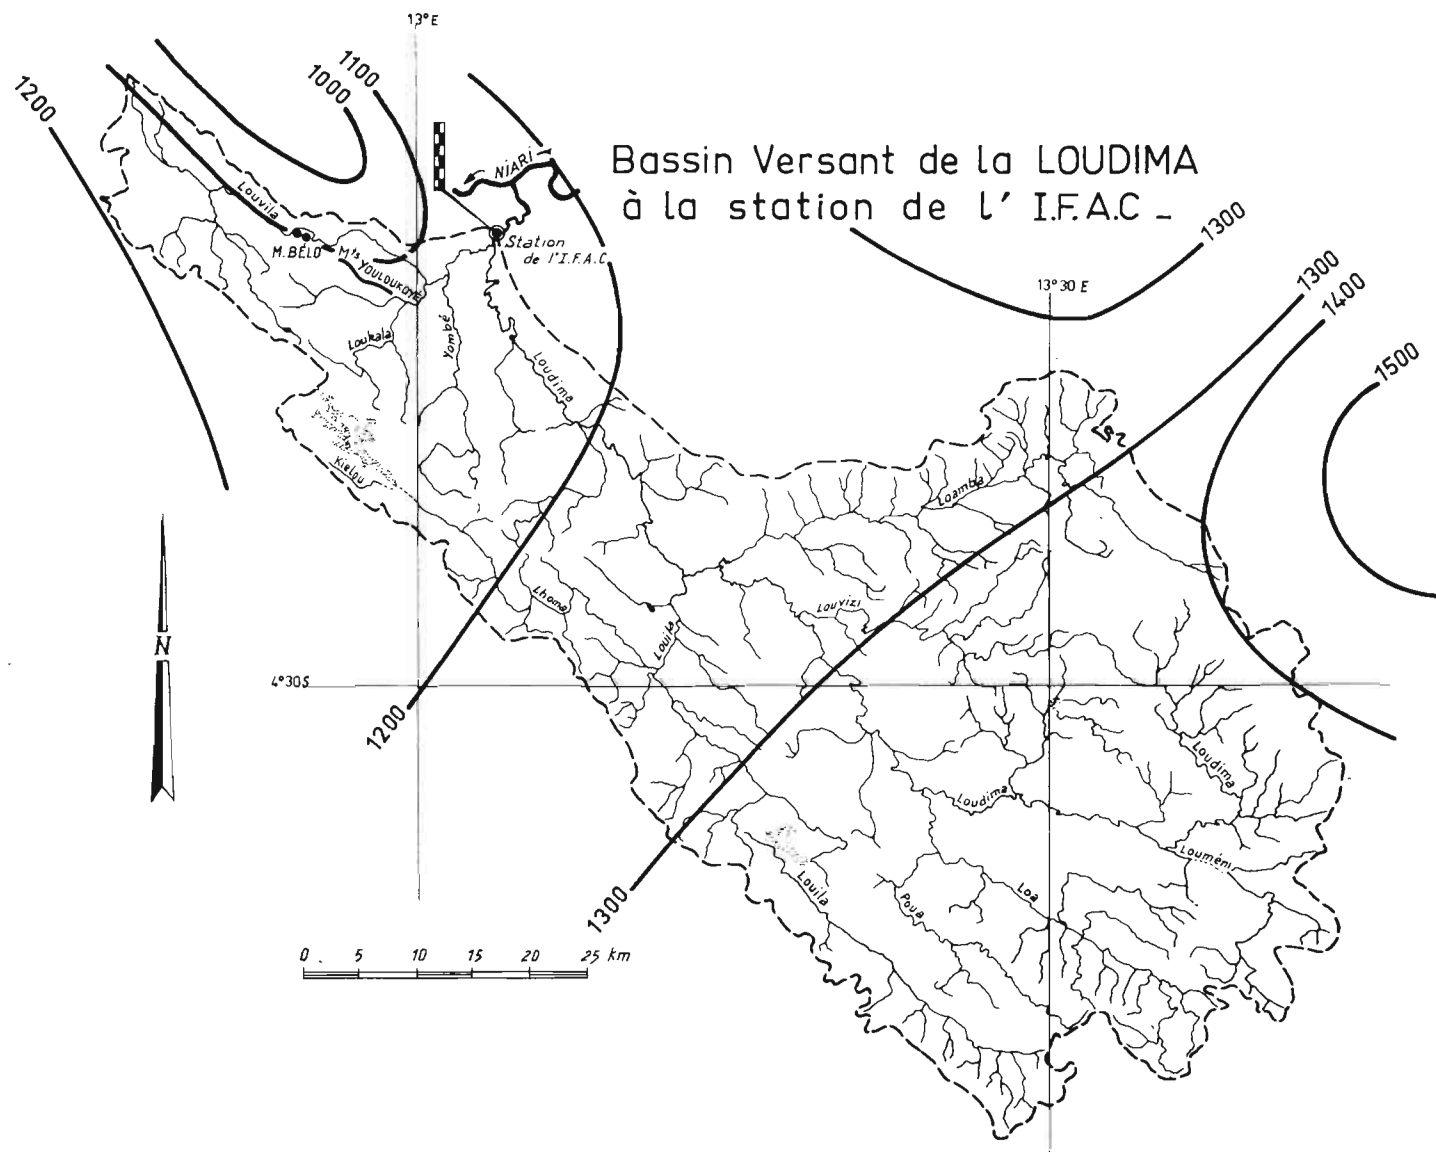 13°E
1200
1100
1000
NIARI
Bassin Versant de la LOUDIMA
à la station de l' I.F.A.C _
Louvila
M. BÉLO
Mts YOULOUKOYE
Station
de l'I.F.A.C
1300
13°30 E
1300
1400
1500
Loukala
Yombé
Loudima
Kielou
Loamba
Lhoma
Louvizi
Louila
N
4°30S
1200
Loudima
Loudima
Louméni
Louila
Poua
Loa
1300
0 5 10 15 20 25 km